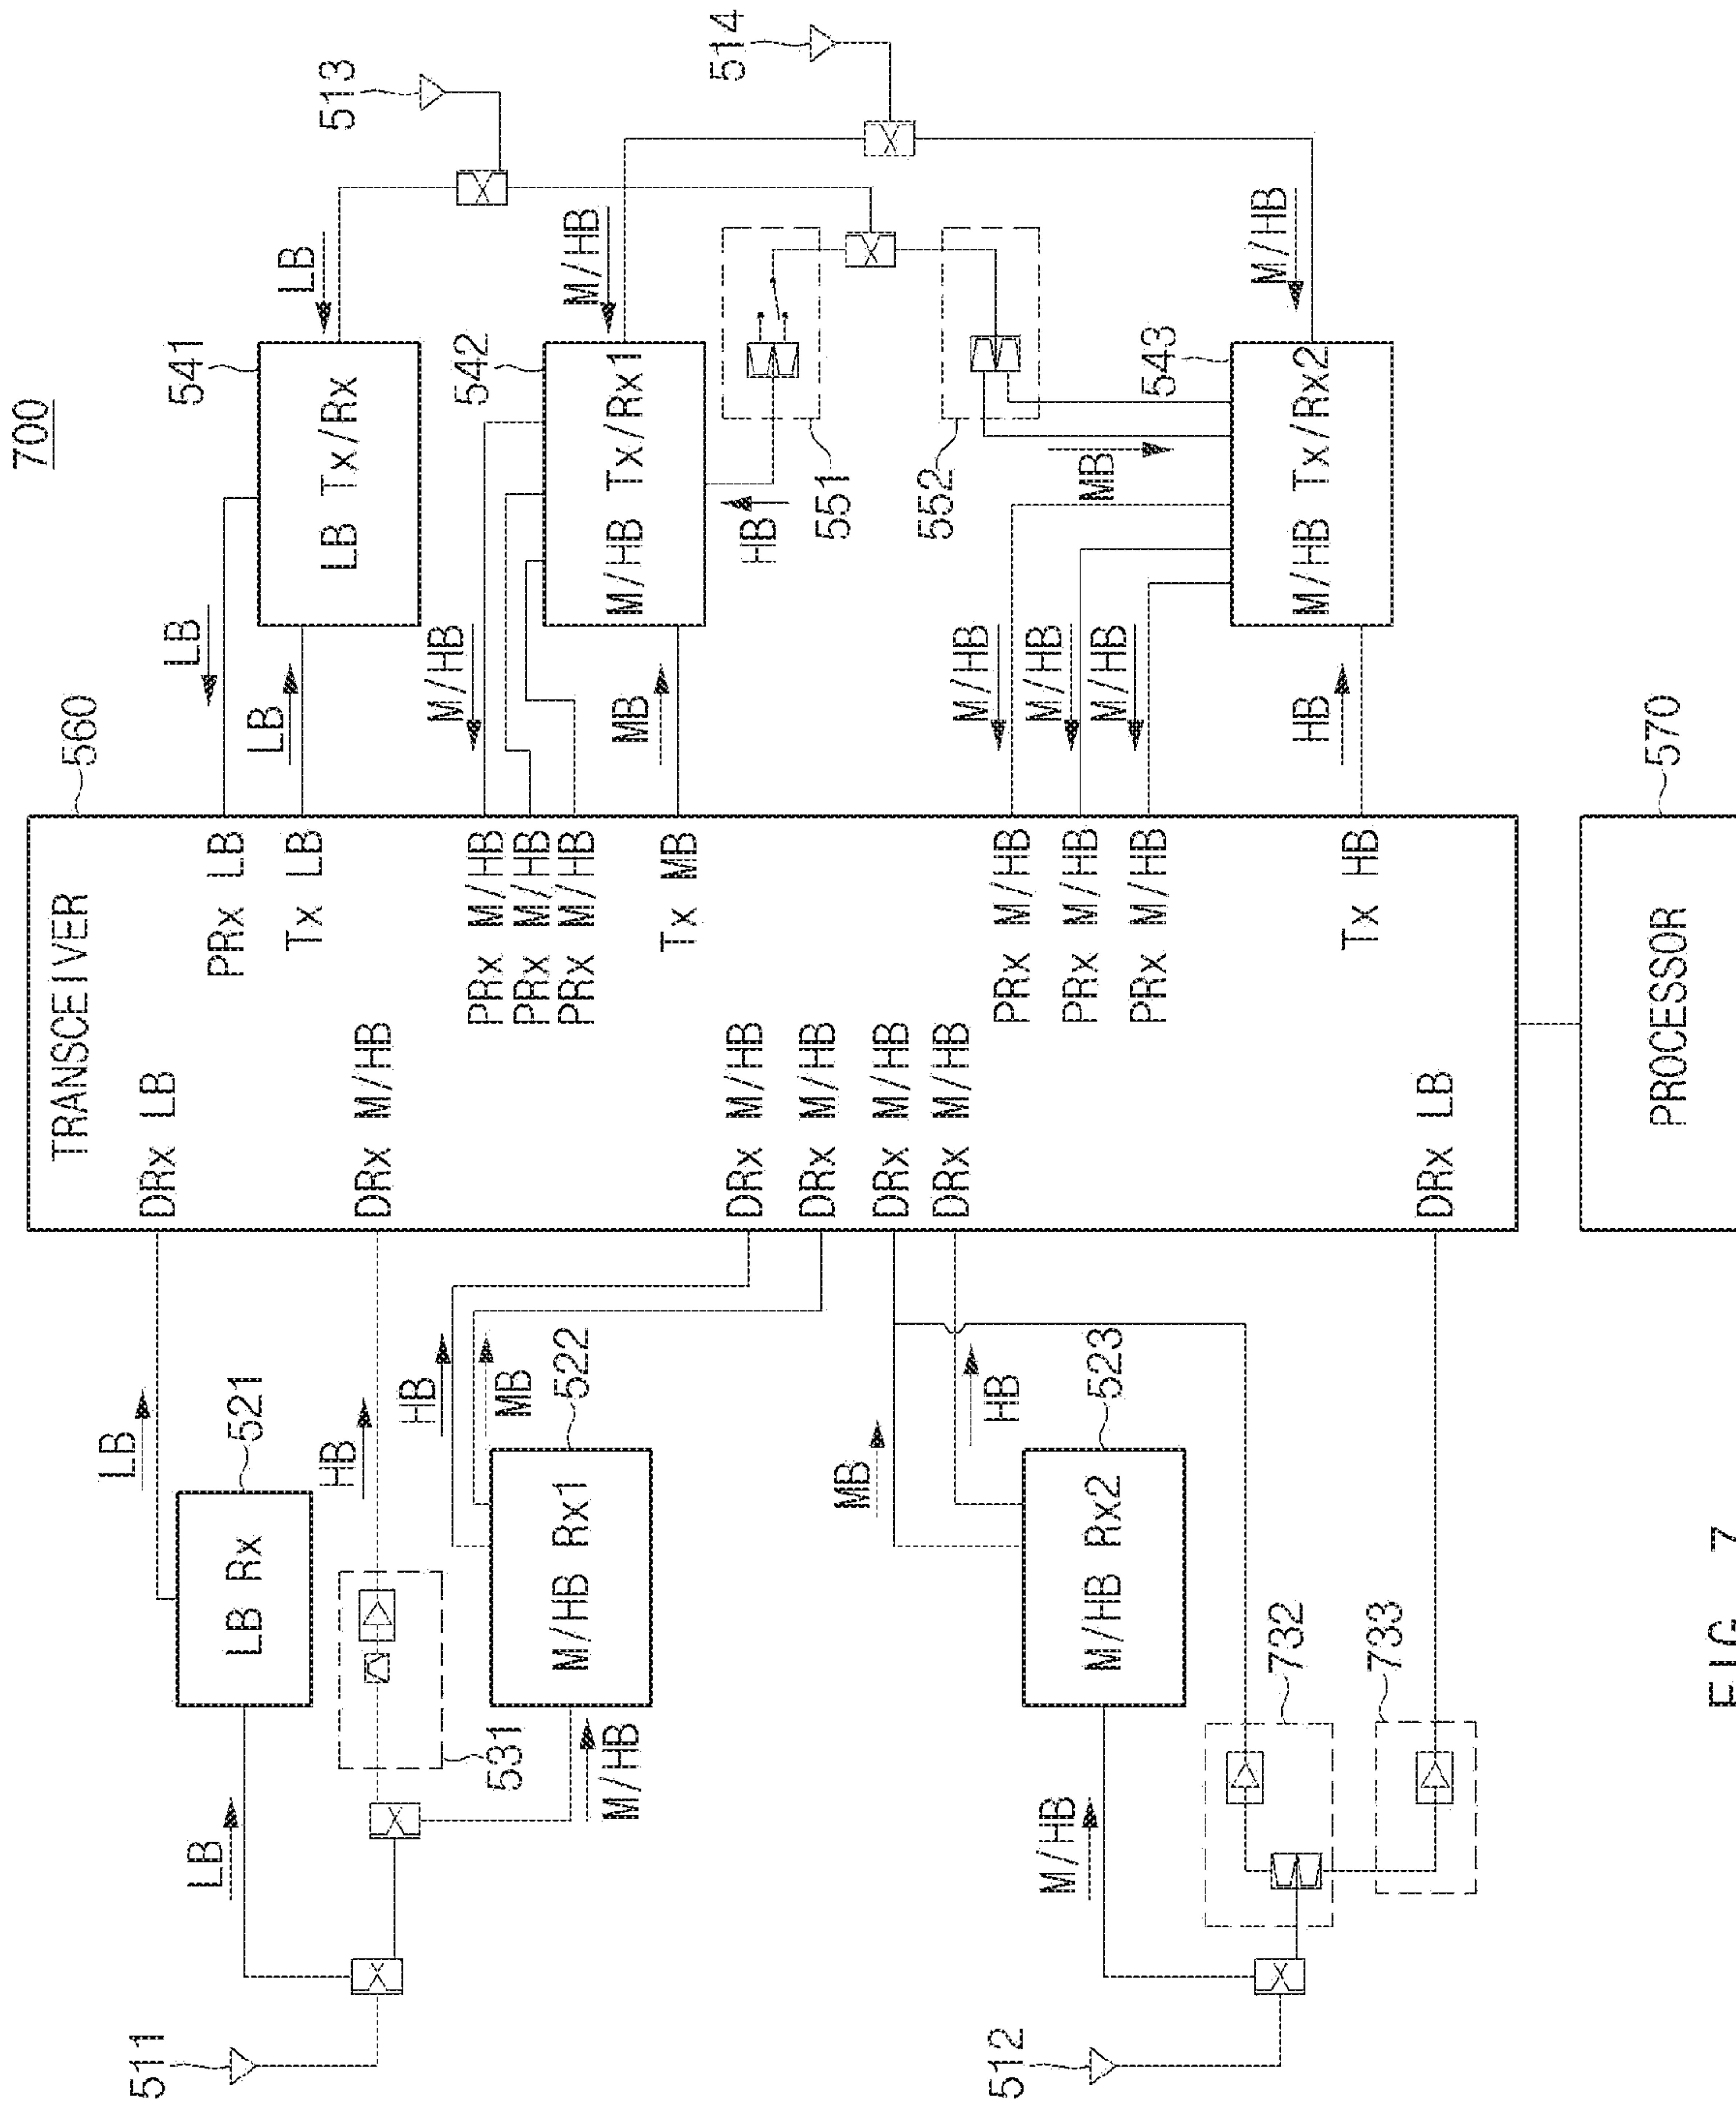 700
511
LB
LB
521
LB Rx
HB
531
HB
MB
522
M/HB Rx1
M/HB
512
M/HB
MB
HB
523
M/HB Rx2
732
733
560
TRANSCEIVER
DRx LB
DRx M/HB
DRx M/HB
DRx M/HB
DRx M/HB
DRx M/HB
DRx LB
PRx LB
Tx LB
PRx M/HB
PRx M/HB
PRx M/HB
Tx MB
PRx M/HB
PRx M/HB
PRx M/HB
Tx HB
570
PROCESSOR
LB
LB
541
LB Tx/Rx
LB
513
M/HB
MB
542
M/HB Tx/Rx1
M/HB
514
HB
551
552
MB
M/HB
M/HB
M/HB
HB
543
M/HB Tx/Rx2
M/HB
FIG. 7